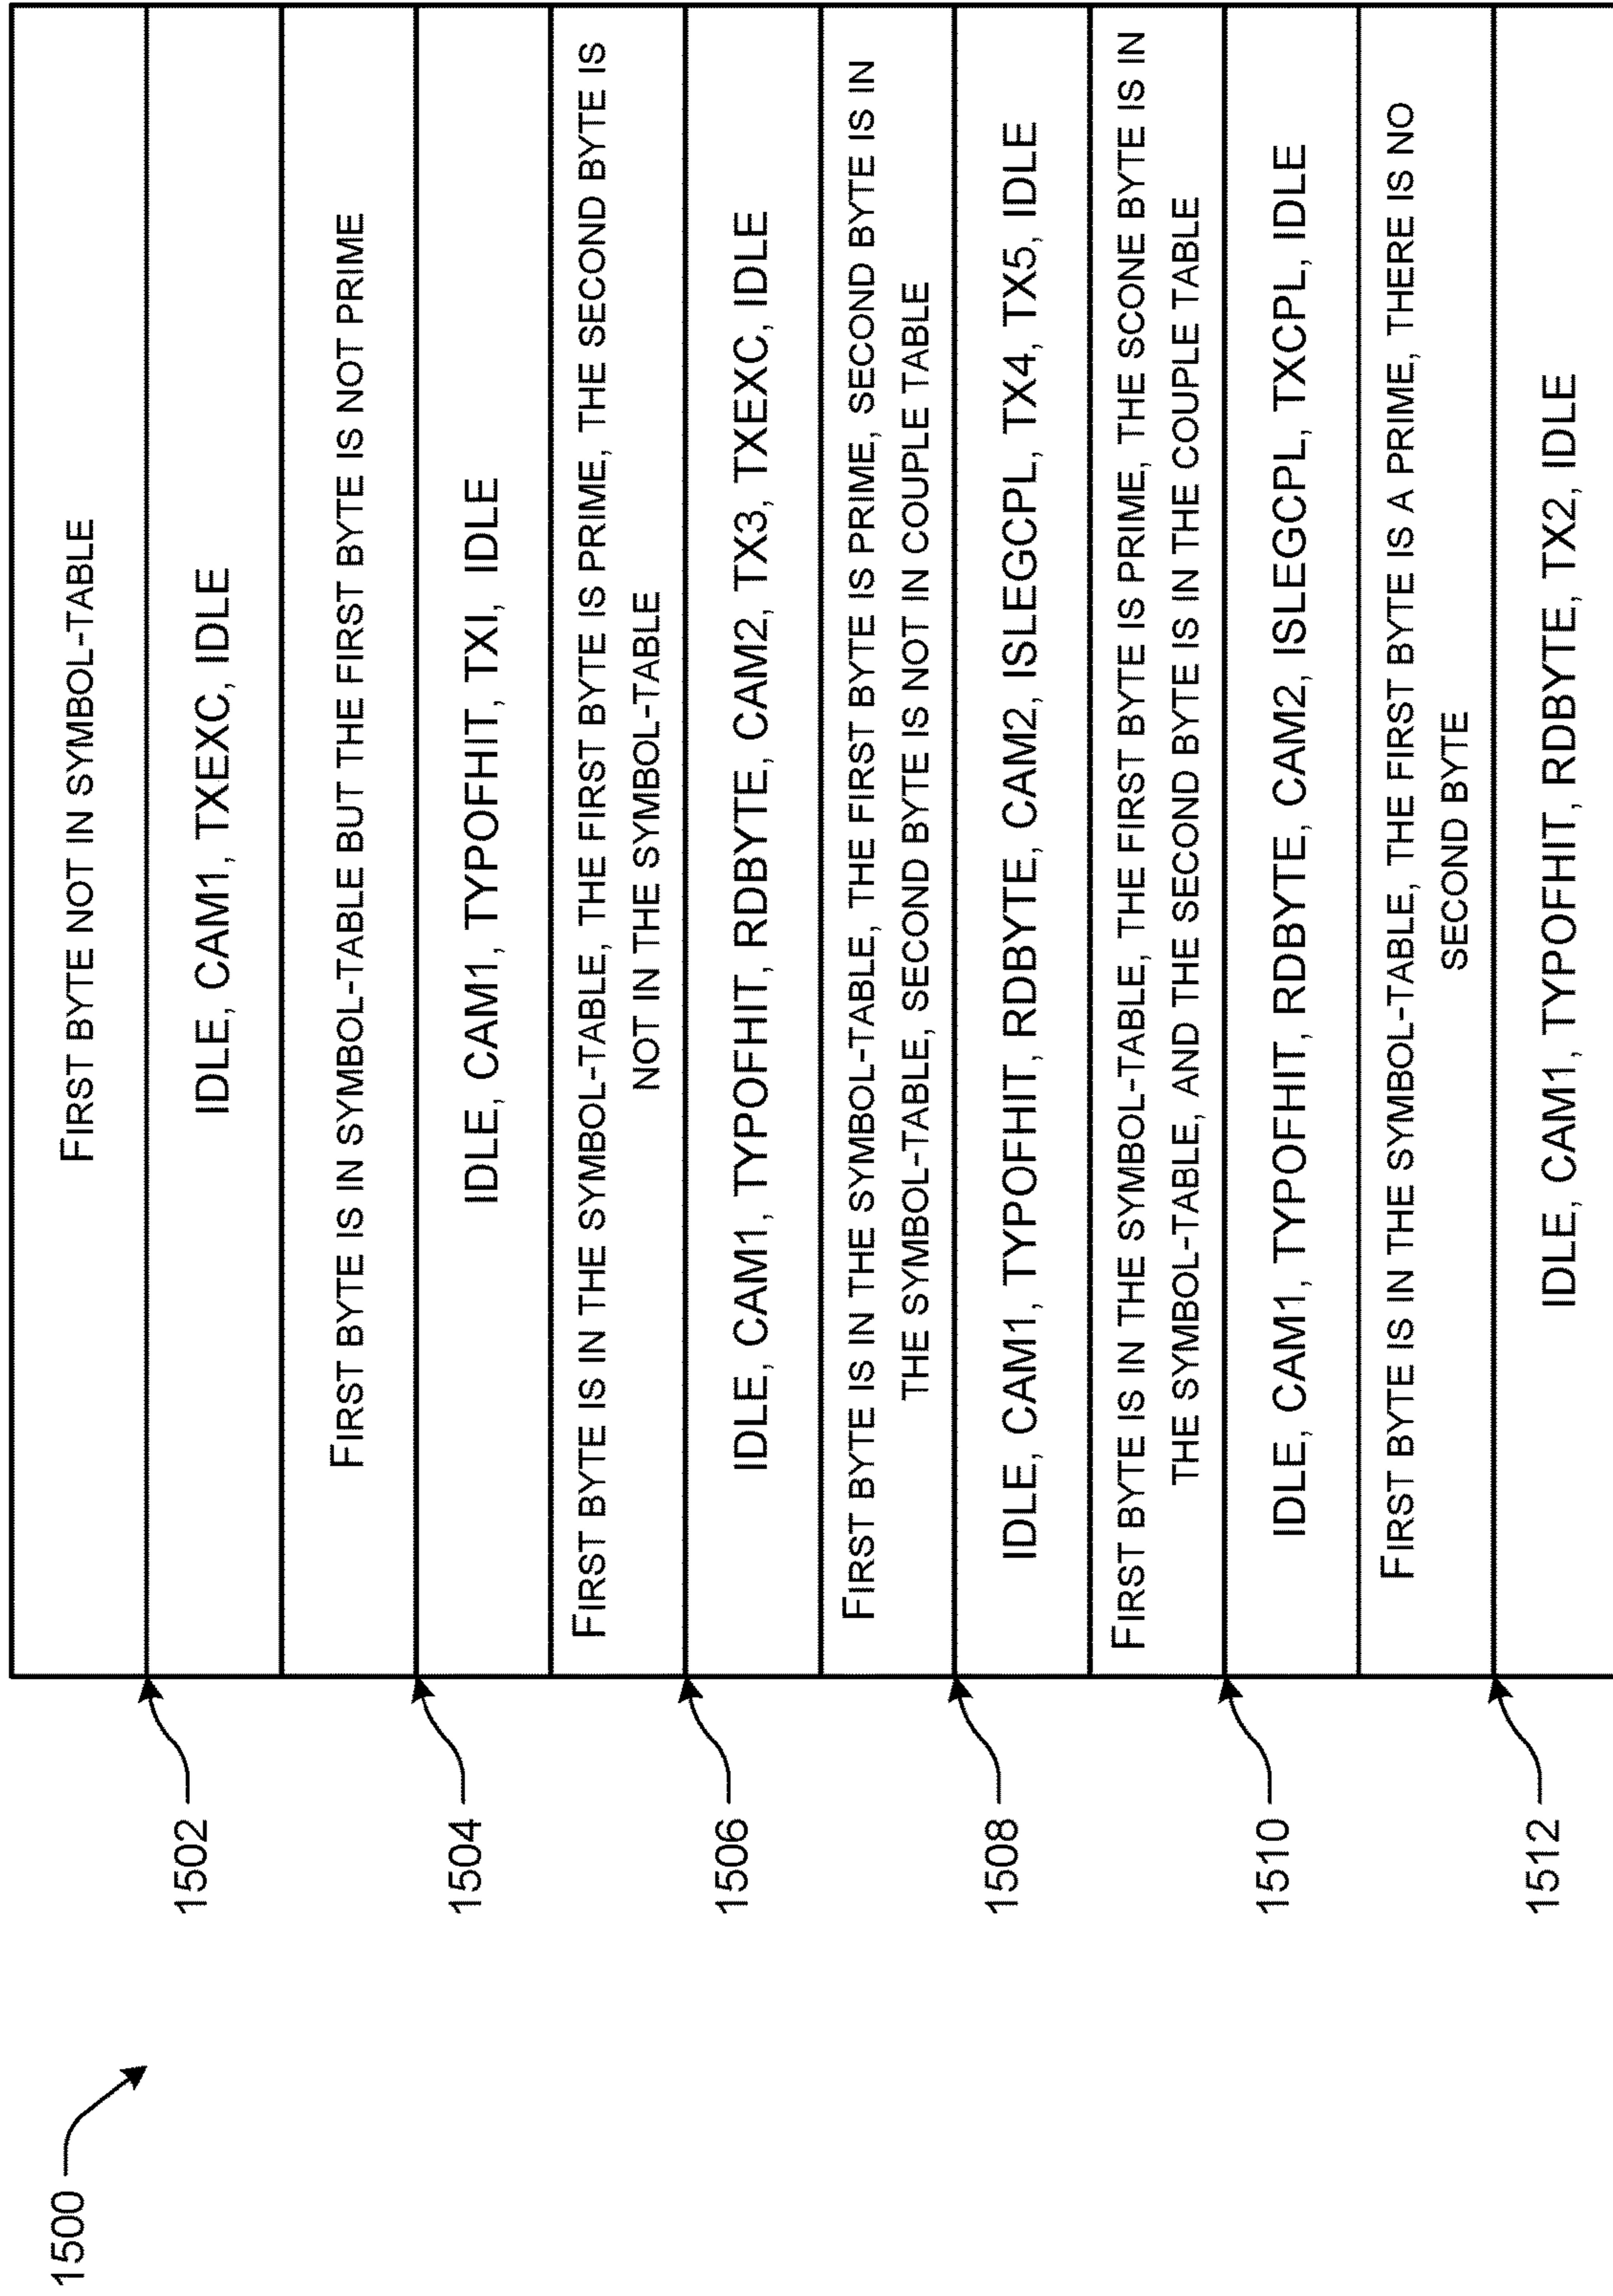 1500
FIRST BYTE NOT IN SYMBOL-TABLE
1502
IDLE, CAM1, TXEXC, IDLE
FIRST BYTE IS IN SYMBOL-TABLE BUT THE FIRST BYTE IS NOT PRIME
1504
IDLE, CAM1, TYPOFHIT, TXI, IDLE
FIRST BYTE IS IN THE SYMBOL-TABLE, THE FIRST BYTE IS PRIME, THE SECOND BYTE IS
NOT IN THE SYMBOL-TABLE
1506
IDLE, CAM1, TYPOFHIT, RDBYTE, CAM2, TX3, TXEXC, IDLE
FIRST BYTE IS IN THE SYMBOL-TABLE, THE FIRST BYTE IS PRIME, SECOND BYTE IS IN
THE SYMBOL-TABLE, SECOND BYTE IS NOT IN COUPLE TABLE
1508
IDLE, CAM1, TYPOFHIT, RDBYTE, CAM2, ISLEGCPL, TX4, TX5, IDLE
FIRST BYTE IS IN THE SYMBOL-TABLE, THE FIRST BYTE IS PRIME, THE SCONE BYTE IS IN
THE SYMBOL-TABLE, AND THE SECOND BYTE IS IN THE COUPLE TABLE
1510
IDLE, CAM1, TYPOFHIT, RDBYTE, CAM2, ISLEGCPL, TXCPL, IDLE
FIRST BYTE IS IN THE SYMBOL-TABLE, THE FIRST BYTE IS A PRIME, THERE IS NO
SECOND BYTE
1512
IDLE, CAM1, TYPOFHIT, RDBYTE, TX2, IDLE